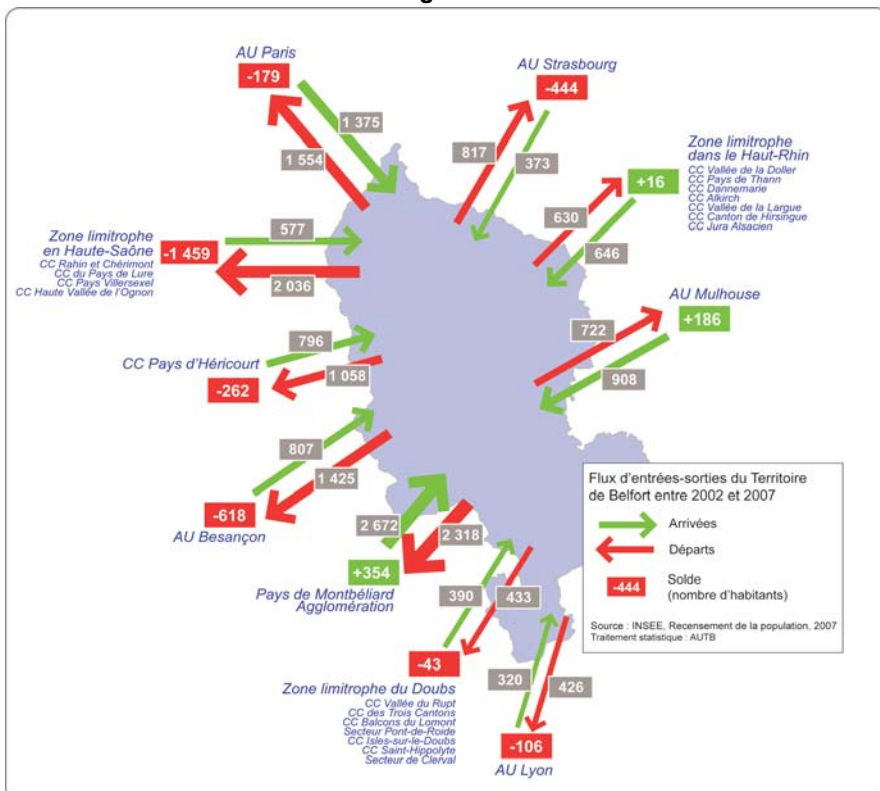 AU Paris
-179
1 375
1 554
AU Strasbourg
-444
817
373
Zone limitrophe
dans le Haut-Rhin
CC Vallée de la Doller
CC Pays de Thann
CC Dannemarie
CC Alkirch
CC Vallée de la Largue
CC Canton de Hirsingue
CC Jura Alsacien
+16
630
646
Zone limitrophe
en Haute-Saône
CC Rahin et Chérimont
CC du Pays de Lure
CC Pays Villersexel
CC Haute Vallée de l'Ognon
-1 459
577
2 036
AU Mulhouse
+186
722
908
CC Pays d'Héricourt
-262
796
1 058
807
1 425
-618
AU Besançon
2 672
2 318
+354
Pays de Montbéliard
Agglomération
390
433
-43
Zone limitrophe du Doubs
CC Vallée du Rupt
CC des Trois Cantons
CC Balcons du Lomont
Secteur Pont-de-Roide
CC Isles-sur-le-Doubs
CC Saint-Hippolyte
Secteur de Clerval
320
426
-106
AU Lyon
Flux d'entrées-sorties du Territoire
de Belfort entre 2002 et 2007
Arrivées
Départs
-444
Solde
(nombre d'habitants)
Source : INSEE, Recensement de la population, 2007
Traitement statistique : AUTB